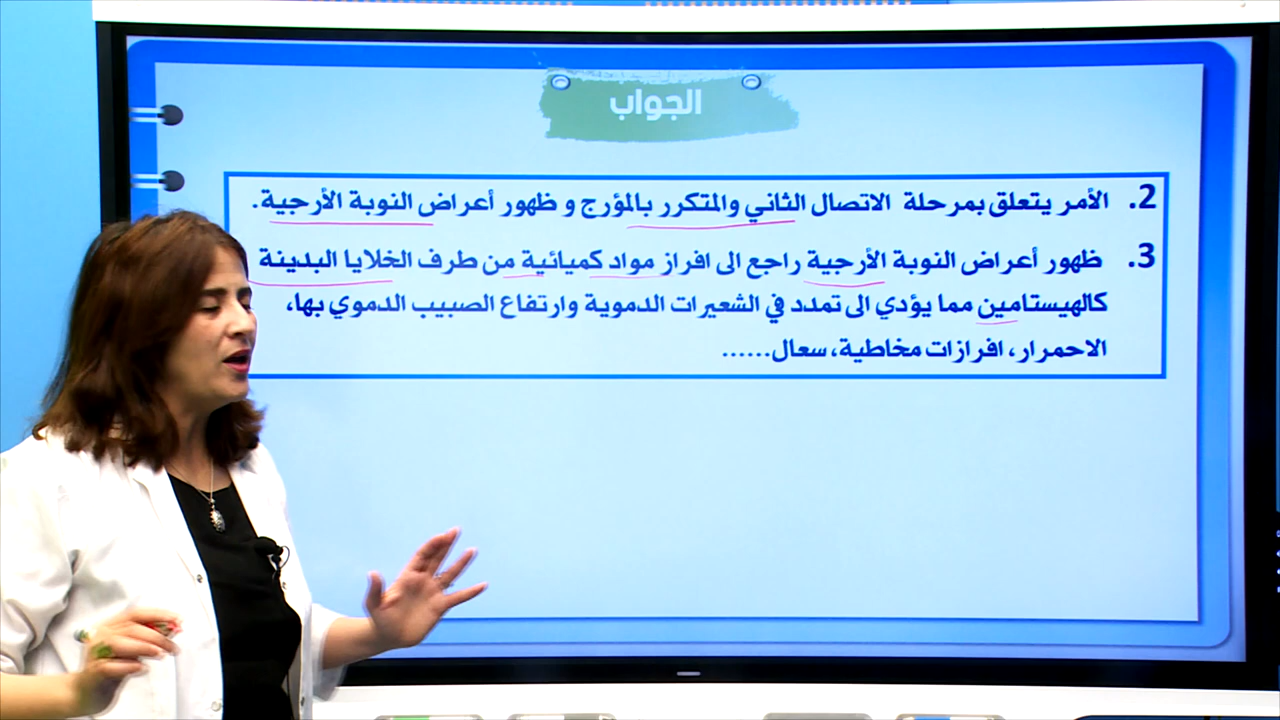 الجواب
2. الأمر يتعلق بمرحلة الاتصال الثاني والمتكرر بالمؤرج و ظهور أعراض النوبة الأرجية.
3. ظهور أعراض النوبة الأرجية راجع الى افراز مواد كميائية من طرف الخلايا البدينة
كالهيستامين مما يؤدي الى تمدد في الشعيرات الدموية وارتفاع الصبيب الدموي بها،
الاحمرار، افرازات مخاطية، سعال......